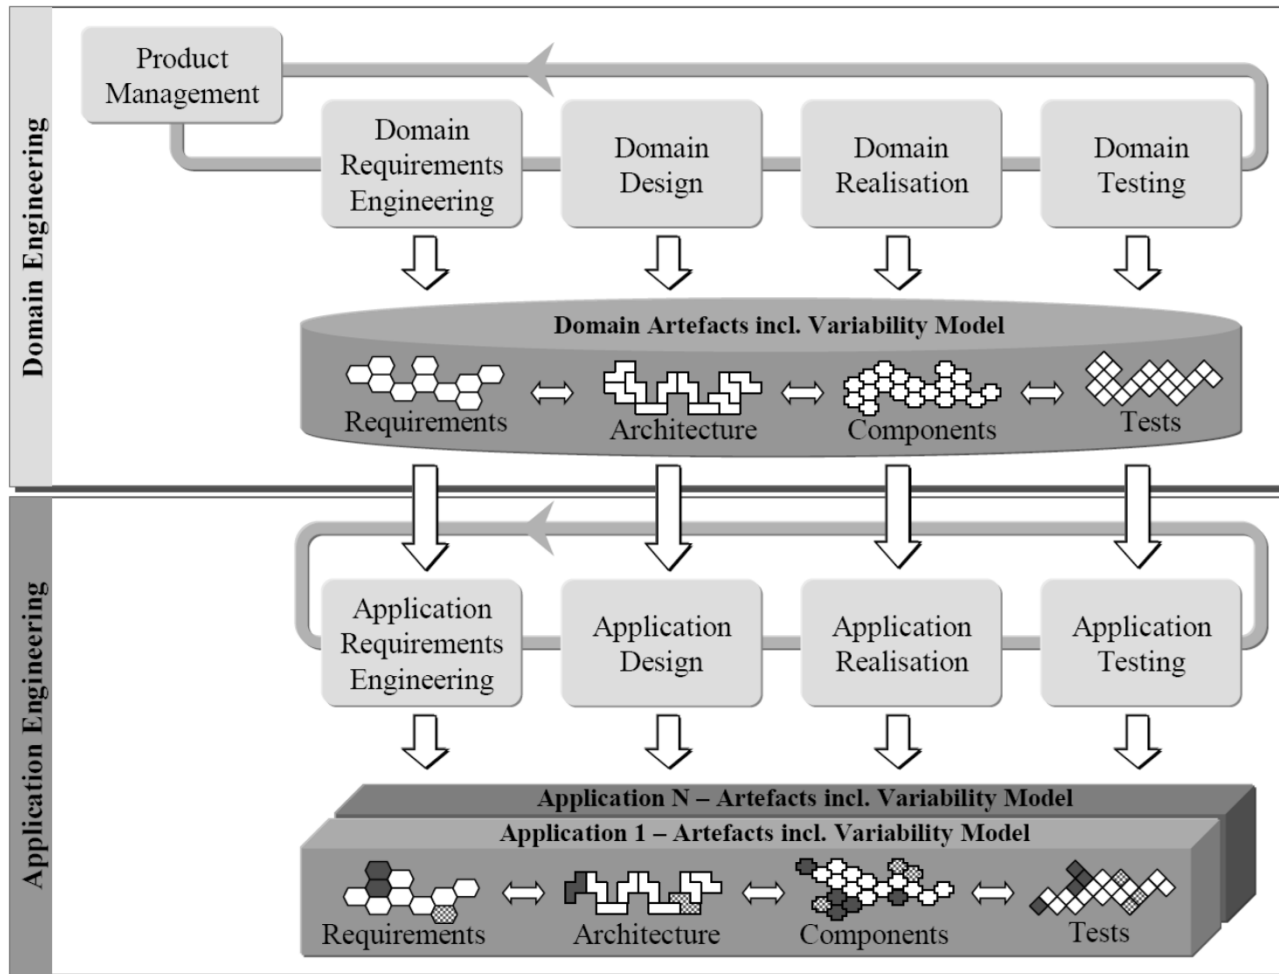 Domain Engineering
Product
Management
Domain
Requirements
Engineering
Domain
Design
Domain
Realisation
Domain
Testing
Domain Artefacts incl. Variability Model
Requirements
Architecture
Components
Tests
Application Engineering
Application
Requirements
Engineering
Application
Design
Application
Realisation
Application
Testing
Application N – Artefacts incl. Variability Model
Application 1 – Artefacts incl. Variability Model
Requirements
Architecture
Components
Tests